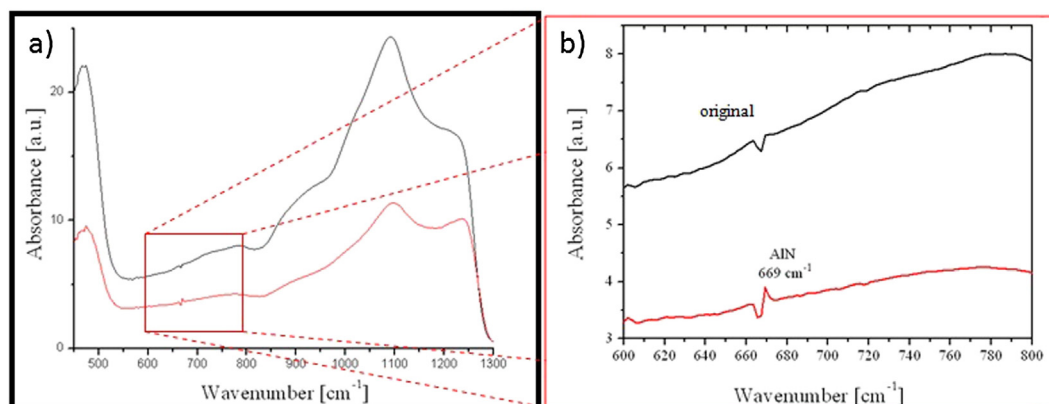 a)
20
10
0
Absorbance [a.u.]
500 600 700 800 900 1000 1100 1200 1300
Wavenumber [cm-1]
b)
8
7
6
5
4
3
Absorbance [a.u.]
original
AlN
669 cm-1
600 620 640 660 680 700 720 740 760 780 800
Wavenumber [cm-1]